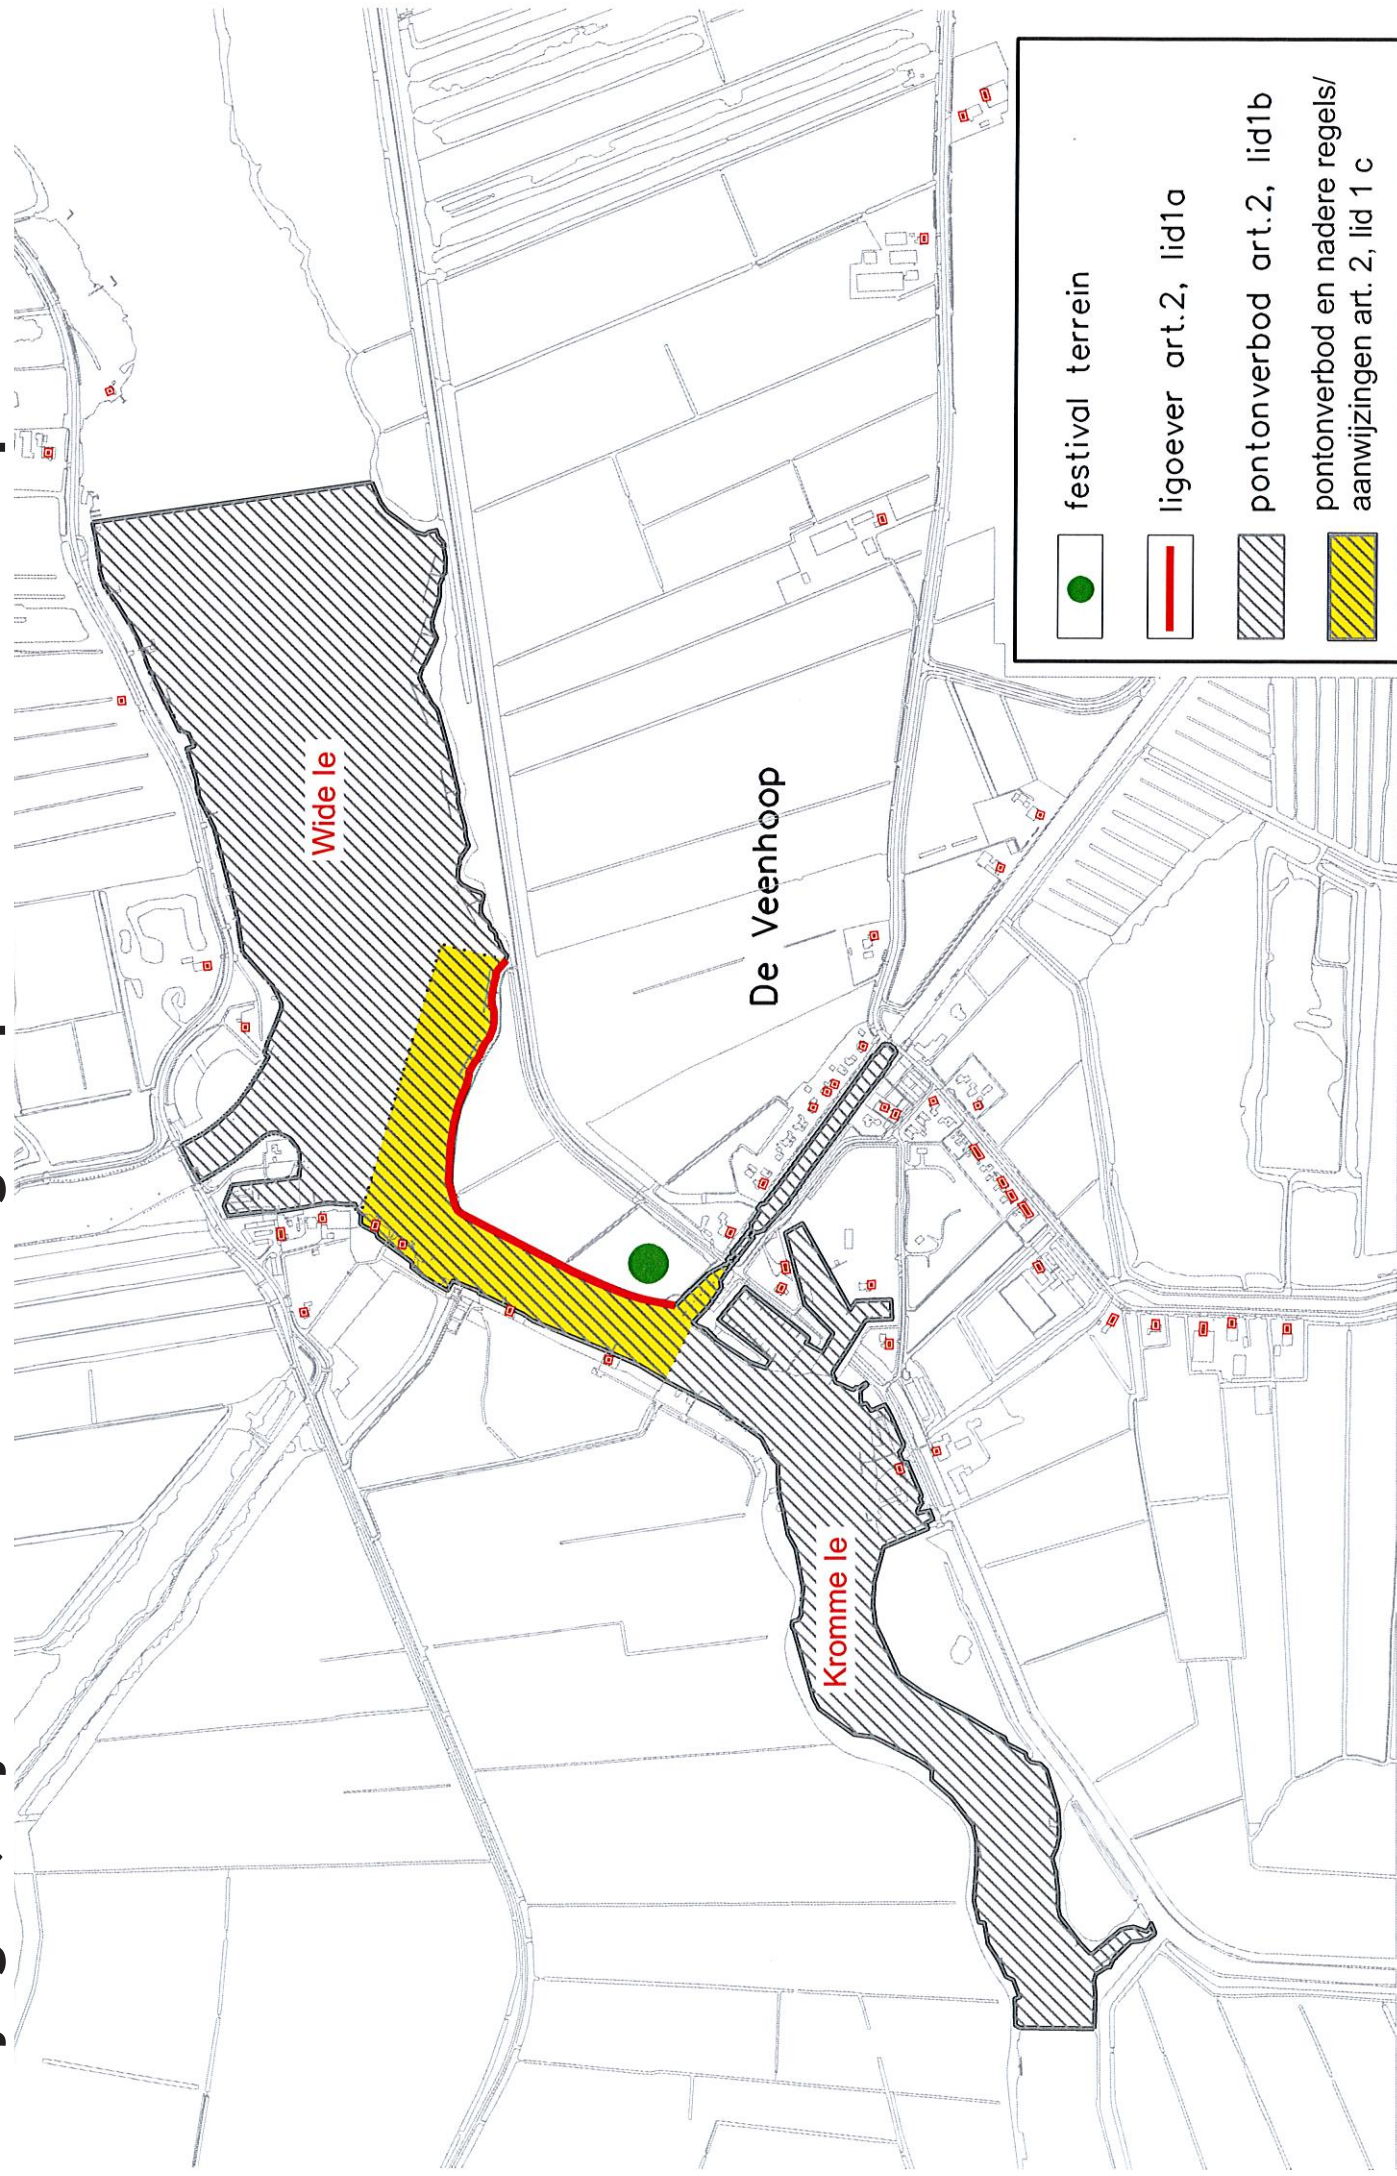 Wide Ie
De Veenhoop
Kromme Ie
festival terrein
ligoever art.2, lid1a
pontonverbod art.2, lid1b
pontonverbod en nadere regels/
aanwijzingen art. 2, lid 1 c